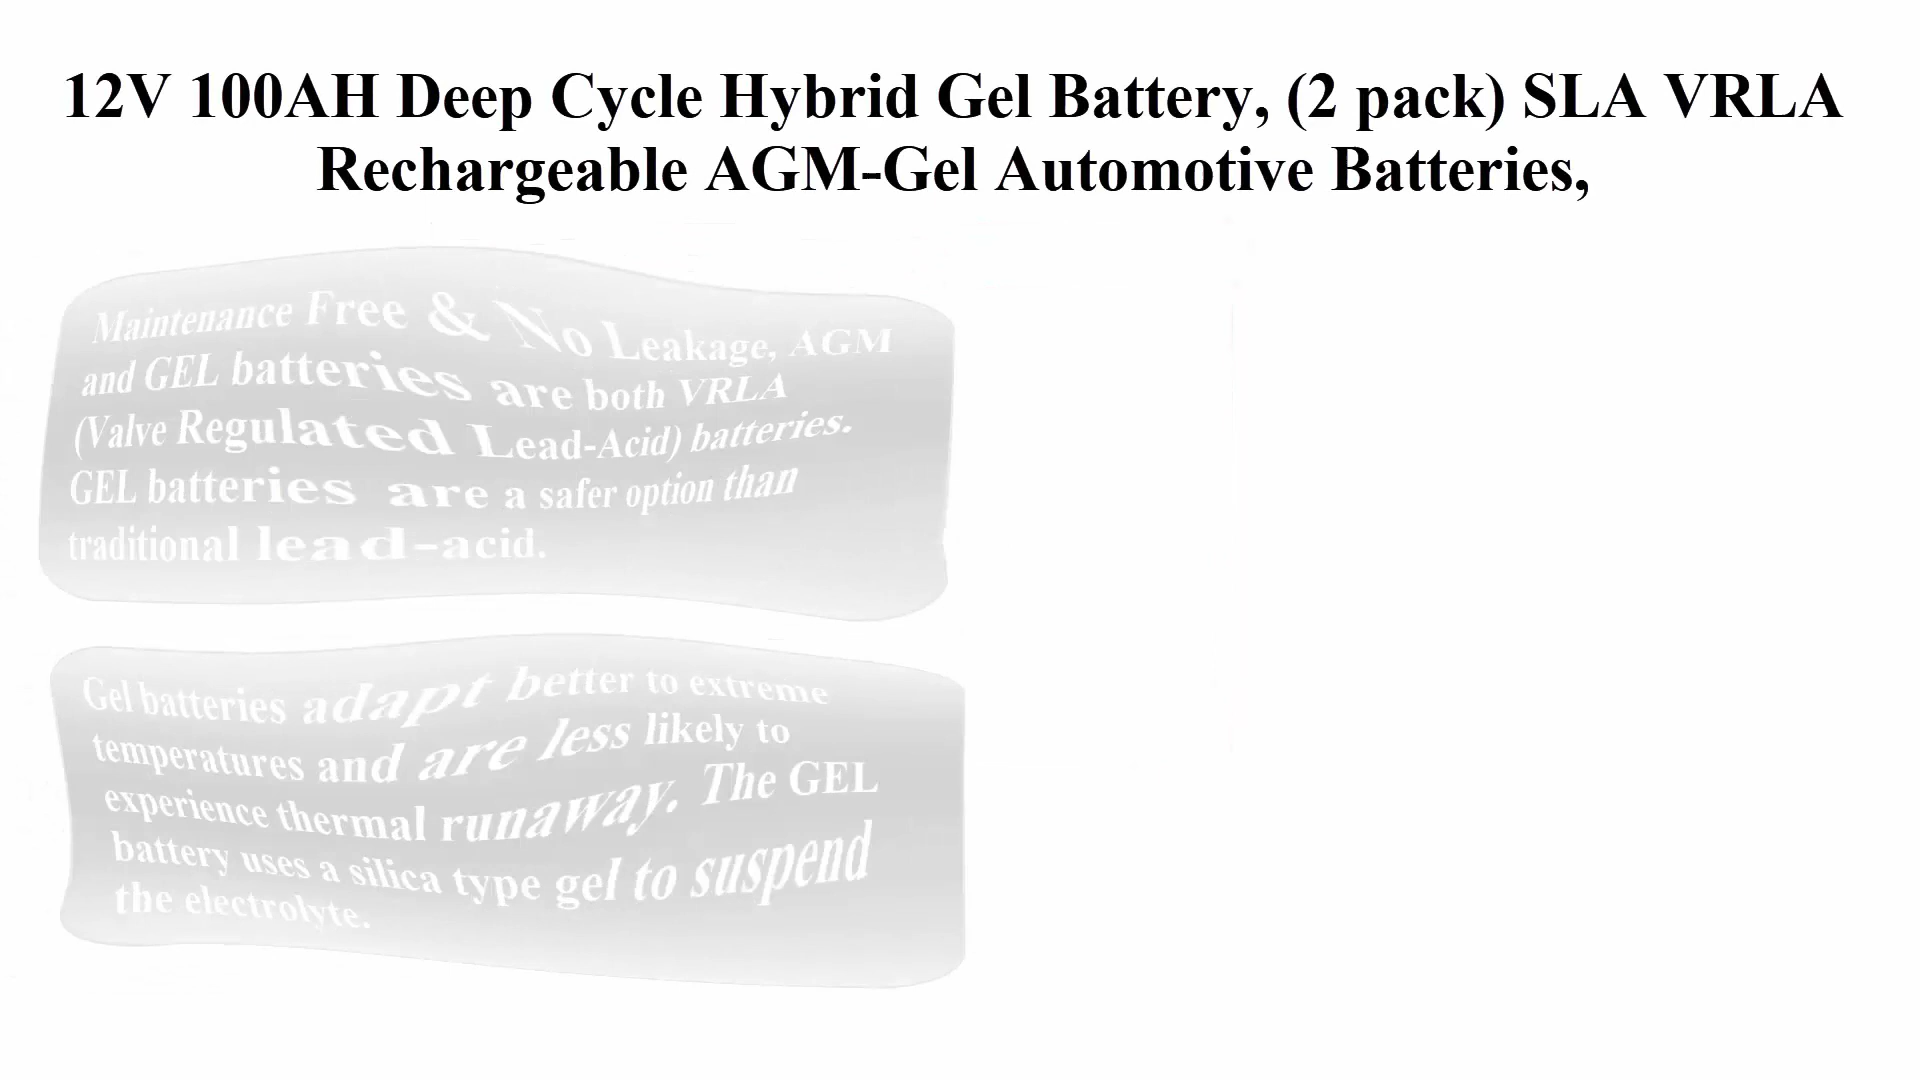 12V 100AH Deep Cycle Hybrid Gel Battery, (2 pack) SLA VRLA
Rechargeable AGM-Gel Automotive Batteries,
Maintenance Free & No Leakage, AGM
and GEL batteries are both VRLA
(Valve Regulated Lead-Acid) batteries.
GEL batteries are a safer option than
traditional lead-acid.
Gel batteries adapt better to extreme
temperatures and are less likely to
experience thermal runaway. The GEL
battery uses a silica type gel to suspend
the electrolyte.